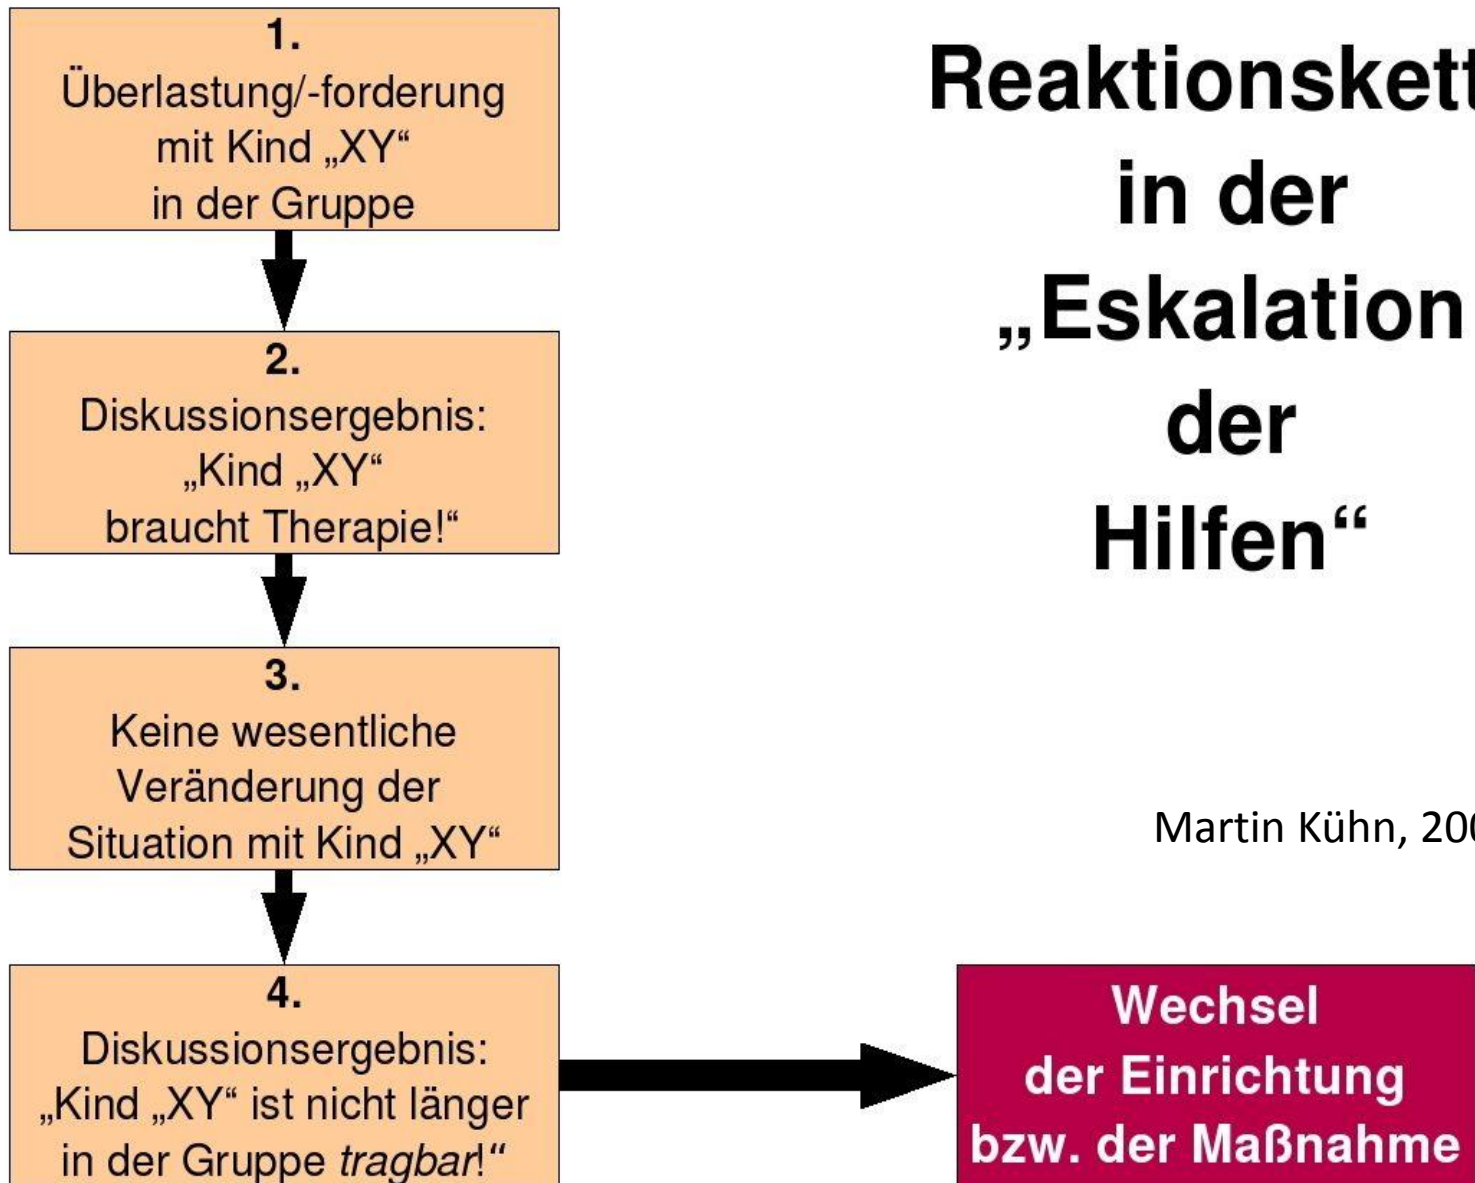 1.
Überlastung/-forderung
mit Kind „XY“
in der Gruppe
2.
Diskussionsergebnis:
„Kind „XY“
braucht Therapie!“
3.
Keine wesentliche
Veränderung der
Situation mit Kind „XY“
4.
Diskussionsergebnis:
„Kind „XY“ ist nicht länger
in der Gruppe tragbar!“
Reaktionskett
in der
„Eskalation
der
Hilfen“
Martin Kühn, 200
Wechsel
der Einrichtung
bzw. der Maßnahme